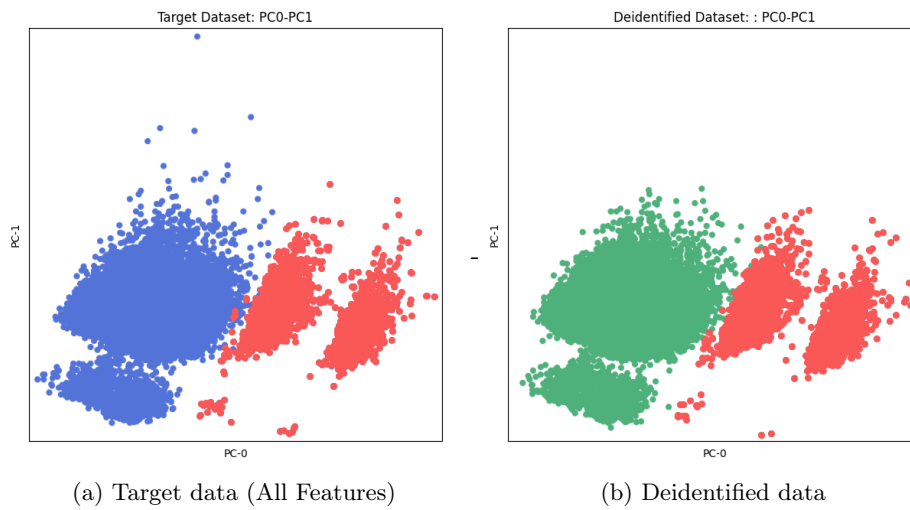 Target Dataset: PC0-PC1
PC-1
PC-0
(a) Target data (All Features)
Deidentified Dataset: : PC0-PC1
PC-1
PC-0
(b) Deidentified data